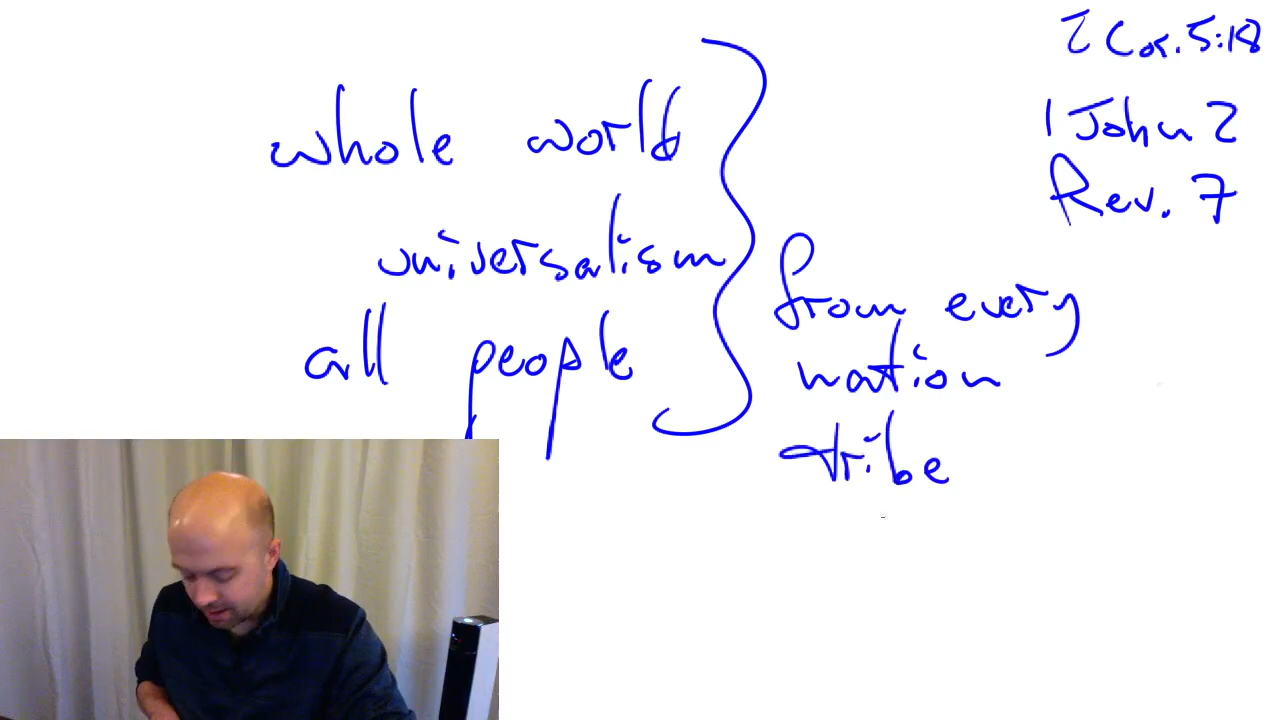 2 Cor. 5:18
1 John 2
Rev. 7
whole world
universalism
all people
from every
nation
tribe